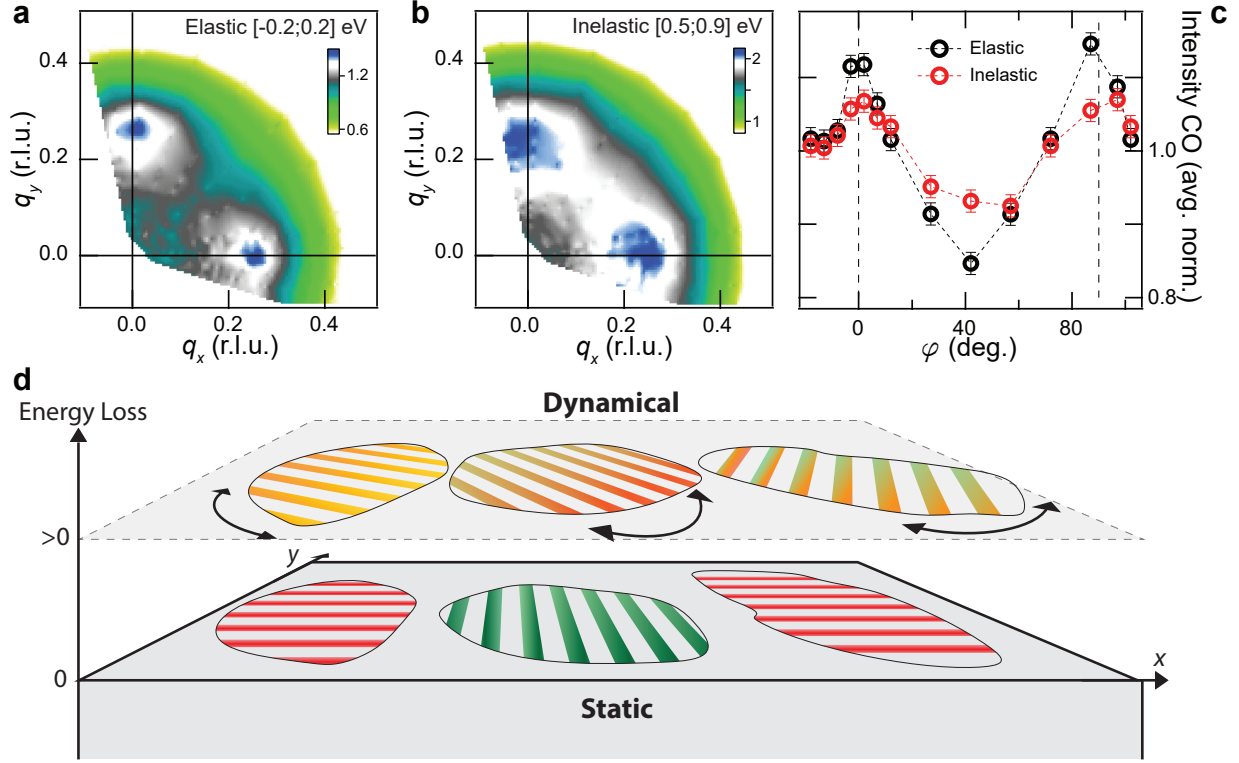 a
Elastic [-0.2;0.2] eV
1.2
0.6
0.4
0.2
0.0
q_y (r.l.u.)
0.0
0.2
0.4
q_x (r.l.u.)
b
Inelastic [0.5;0.9] eV
2
1
0.4
0.2
0.0
q_y (r.l.u.)
0.0
0.2
0.4
q_x (r.l.u.)
c
Elastic
Inelastic
1.0
0.8
Intensity CO (avg. norm.)
0
40
80
φ (deg.)
d
Energy Loss
Dynamical
>0
y
0
x
Static